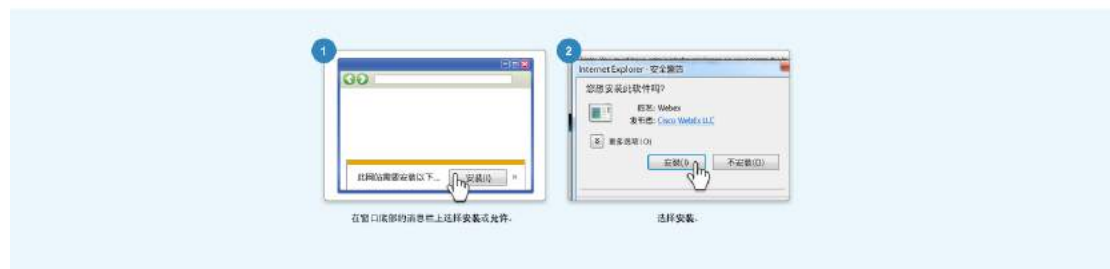 1
此网站需要安装以下... 安装(I) ×
在窗口底部的消息栏上选择安装或允许.
2
Internet Explorer - 安全警告
您想安装此软件吗?
名称: Webex
发行者: Cisco WebEx LLC
更多选项(O)
安装(I) 不安装(D)
选择安装.